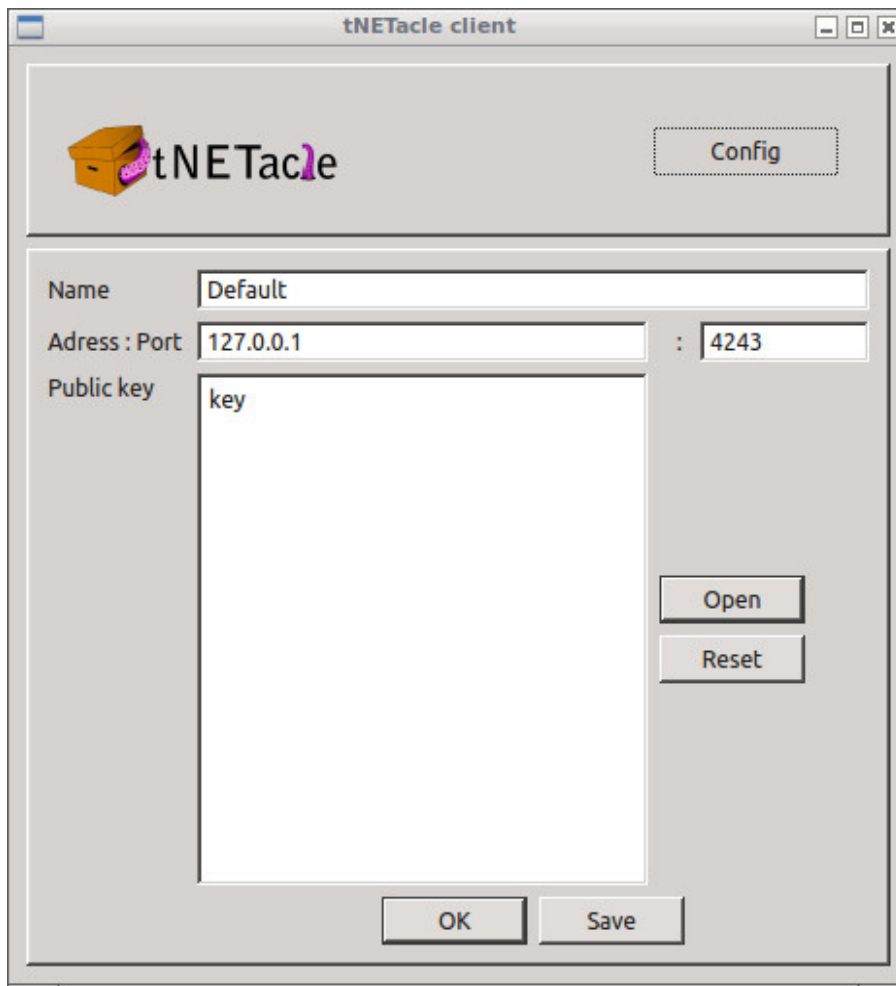 tNETacle client
tNETacle
Config
Name
Default
Adress : Port
127.0.0.1
:
4243
Public key
key
Open
Reset
OK
Save